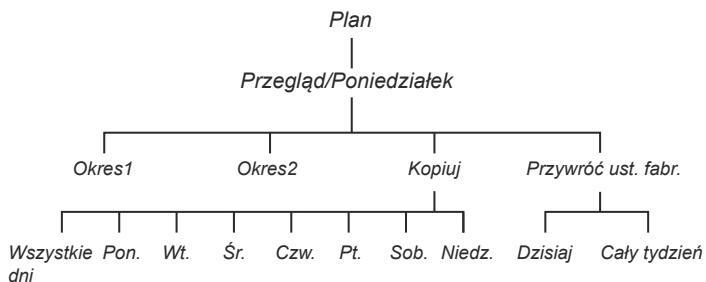 Plan
Przegląd/Poniedziałek
Okres1 Okres2 Kopiuj Przywróć ust. fabr.
Wszystkie Pon. Wt. Śr. Czw. Pt. Sob. Niedz. Dzisiaj Cały tydzień
dni